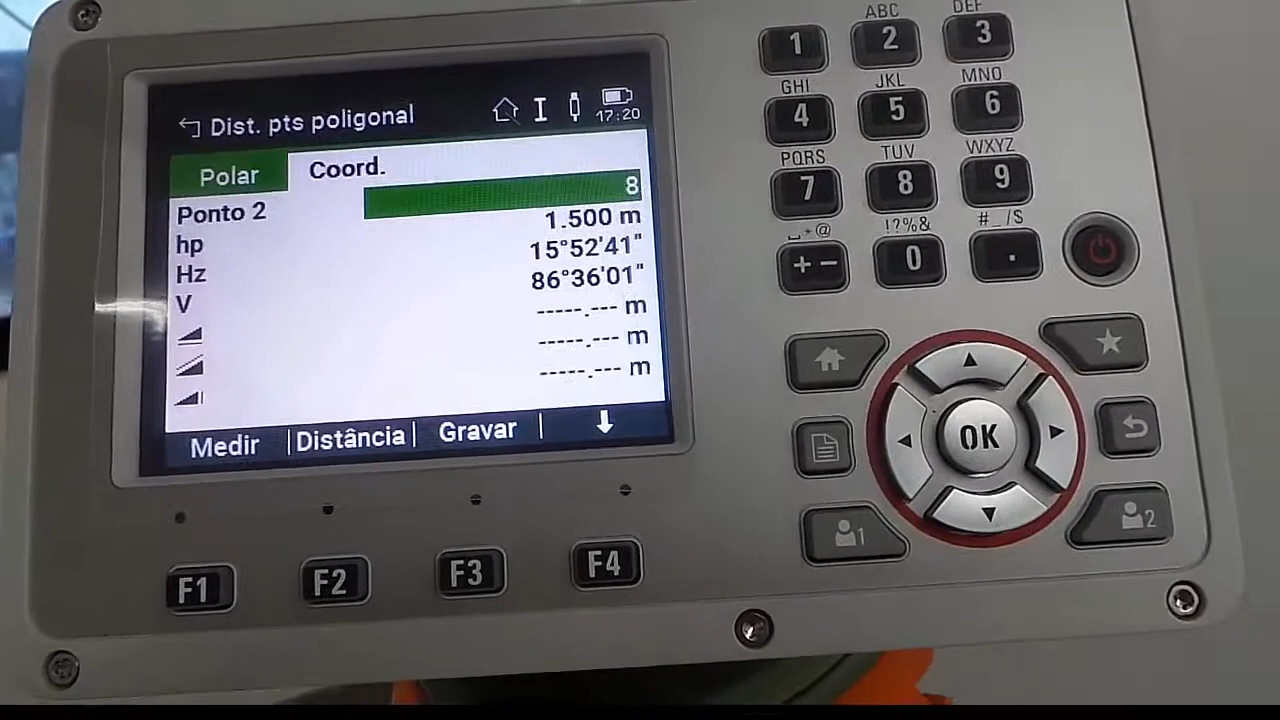 Dist. pts poligonal
17:20
Polar Coord.
Ponto 2 8
hp 1.500 m
Hz 15°52'41"
V 86°36'01"
-----.--- m
-----.--- m
-----.--- m
Medir Distância Gravar
F1 F2 F3 F4
ABC DEF
1 2 3
GHI JKL MNO
4 5 6
PQRS TUV WXYZ
7 8 9
␣*@ !?%& #_/$
+− 0 .
OK
1 2